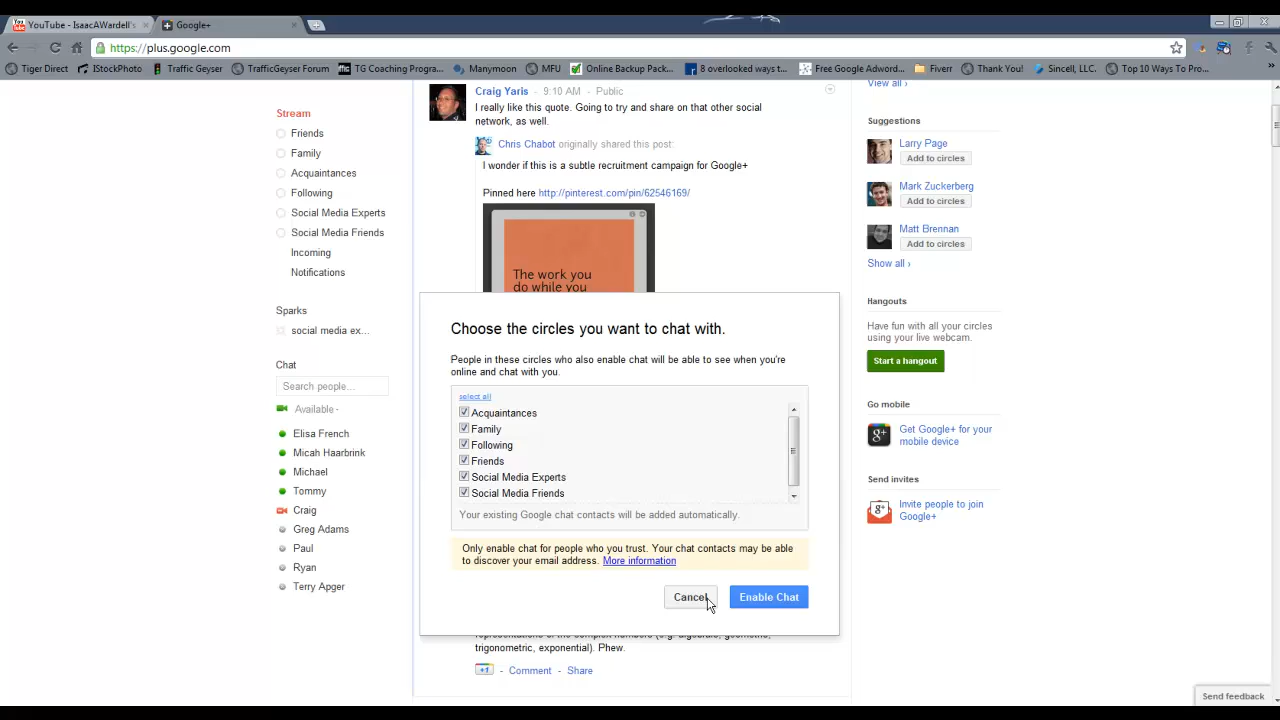 YouTube - IsaacAWardell's
Google+
https://plus.google.com
Tiger Direct
iStockPhoto
Traffic Geyser
TrafficGeyser Forum
TG Coaching Progra...
Manymoon
MFU
Online Backup Pack...
8 overlooked ways t...
Free Google Adwor...
Fiverr
Thank You!
Sincell, LLC.
Top 10 Ways To Pro...
Stream
Friends
Family
Acquaintances
Following
Social Media Experts
Social Media Friends
Incoming
Notifications
Sparks
social media ex...
Chat
Search people...
Available -
Elisa French
Micah Haarbrink
Michael
Tommy
Craig
Greg Adams
Paul
Ryan
Terry Apger
Craig Yaris - 9:10 AM - Public
I really like this quote. Going to try and share on that other social
network, as well.
Chris Chabot originally shared this post:
I wonder if this is a subtle recruitment campaign for Google+
Pinned here http://pinterest.com/pin/62546169/
The work you
do while you
Choose the circles you want to chat with.
People in these circles who also enable chat will be able to see when you're
online and chat with you.
select all
Acquaintances
Family
Following
Friends
Social Media Experts
Social Media Friends
Your existing Google chat contacts will be added automatically.
Only enable chat for people who you trust. Your chat contacts may be able
to discover your email address. More information
Cancel
Enable Chat
representations of the complex numbers (e.g. algebraic, geometric,
trigonometric, exponential). Phew.
+1 - Comment - Share
View all ›
Suggestions
Larry Page
Add to circles
Mark Zuckerberg
Add to circles
Matt Brennan
Add to circles
Show all ›
Hangouts
Have fun with all your circles
using your live webcam.
Start a hangout
Go mobile
g+
Get Google+ for your
mobile device
Send invites
g+
Invite people to join
Google+
Send feedback